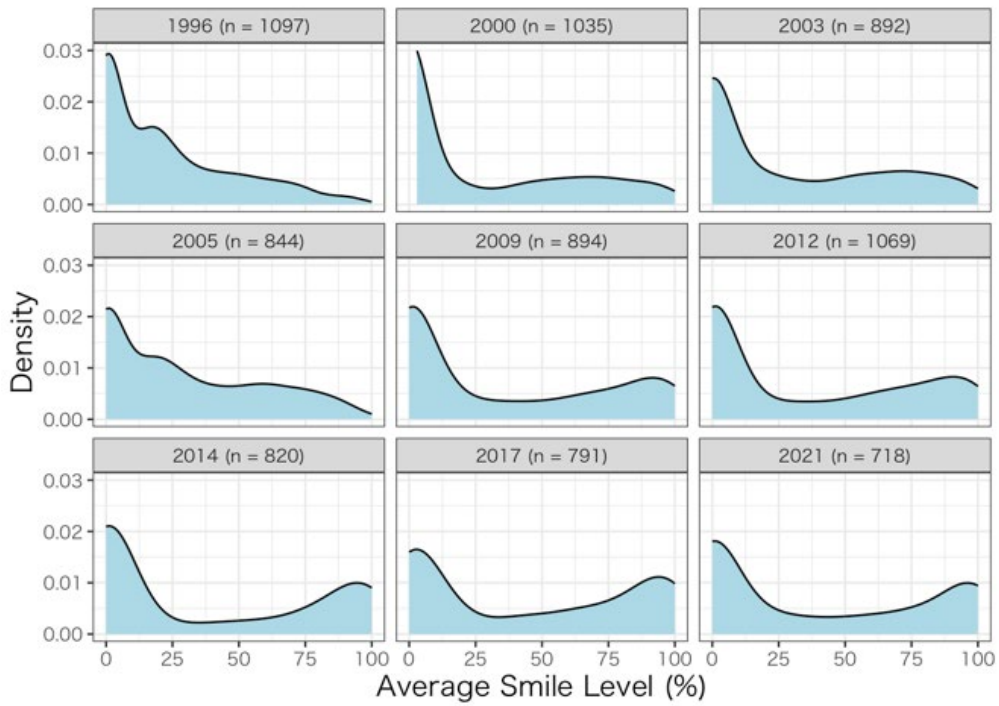 1996 (n = 1097)
2000 (n = 1035)
2003 (n = 892)
0.03
0.02
0.01
0.00
2005 (n = 844)
2009 (n = 894)
2012 (n = 1069)
0.03
0.02
0.01
0.00
Density
2014 (n = 820)
2017 (n = 791)
2021 (n = 718)
0.03
0.02
0.01
0.00
0 25 50 75 100 0 25 50 75 100 0 25 50 75 100
Average Smile Level (%)